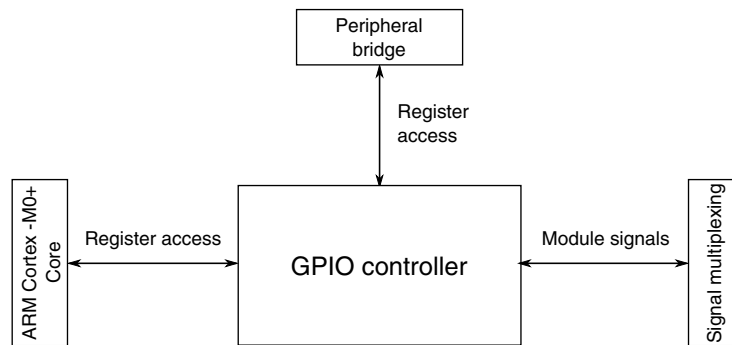 Peripheral
bridge
Register
access
ARM Cortex -M0+
Core
Register access
GPIO controller
Module signals
Signal multiplexing